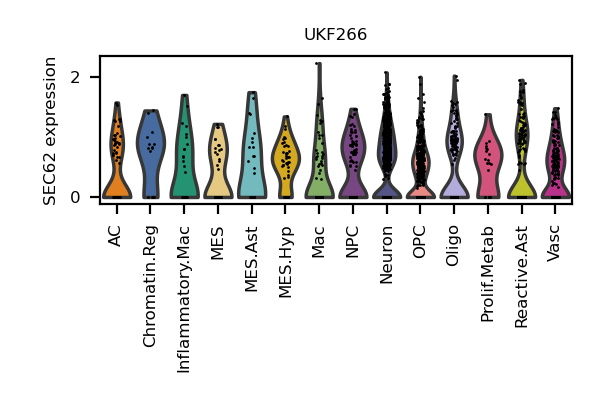 UKF266
SEC62 expression
2
0
AC
Chromatin.Reg
Inflammatory.Mac
MES
MES.Ast
MES.Hyp
Mac
NPC
Neuron
OPC
Oligo
Prolif.Metab
Reactive.Ast
Vasc